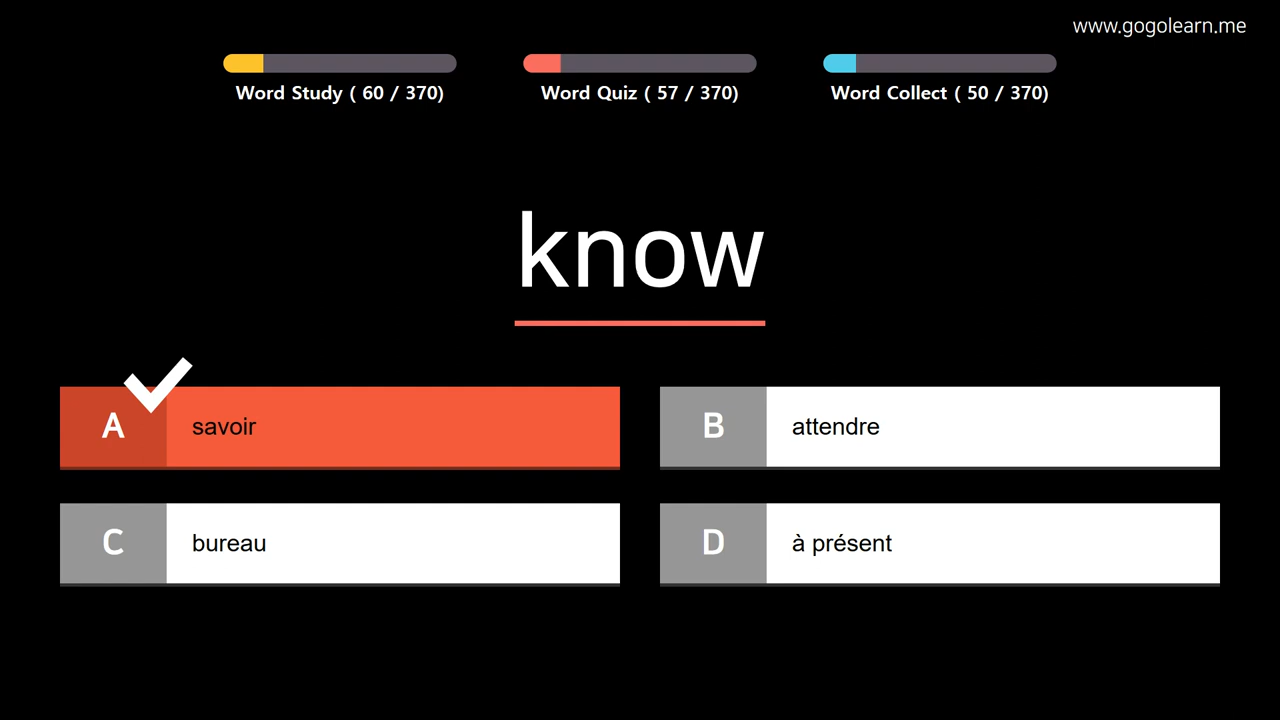 www.gogolearn.me
Word Study ( 60 / 370)
Word Quiz ( 57 / 370)
Word Collect ( 50 / 370)
know
A savoir
B attendre
C bureau
D à présent